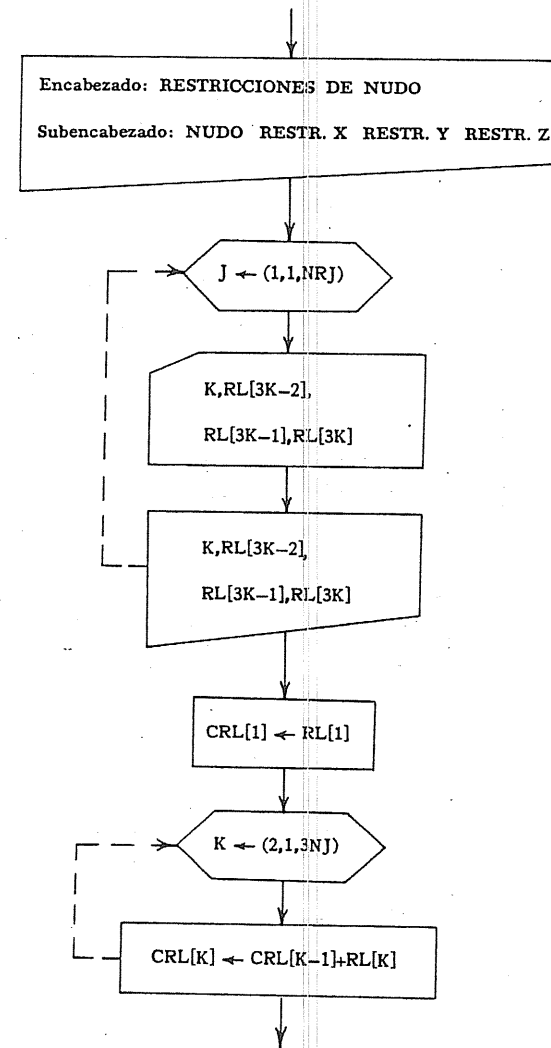 Encabezado: RESTRICCIONES DE NUDO
Subencabezado: NUDO RESTR. X RESTR. Y RESTR. Z
J ← (1,1,NRJ)
K,RL[3K−2],
RL[3K−1],RL[3K]
K,RL[3K−2],
RL[3K−1],RL[3K]
CRL[1] ← RL[1]
K ← (2,1,3NJ)
CRL[K] ← CRL[K−1]+RL[K]